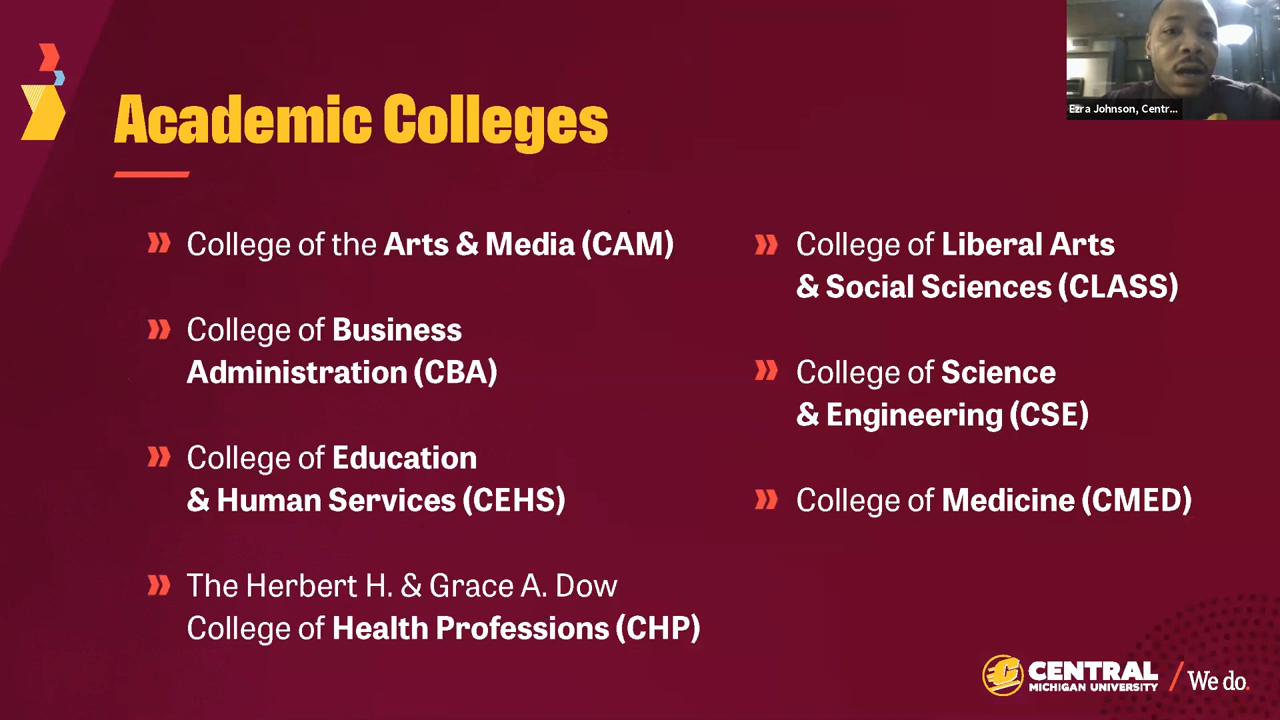 Academic Colleges
College of the Arts & Media (CAM)
College of Business
Administration (CBA)
College of Education
& Human Services (CEHS)
The Herbert H. & Grace A. Dow
College of Health Professions (CHP)
College of Liberal Arts
& Social Sciences (CLASS)
College of Science
& Engineering (CSE)
College of Medicine (CMED)
Ezra Johnson, Centr...
CENTRAL
MICHIGAN UNIVERSITY
We do.